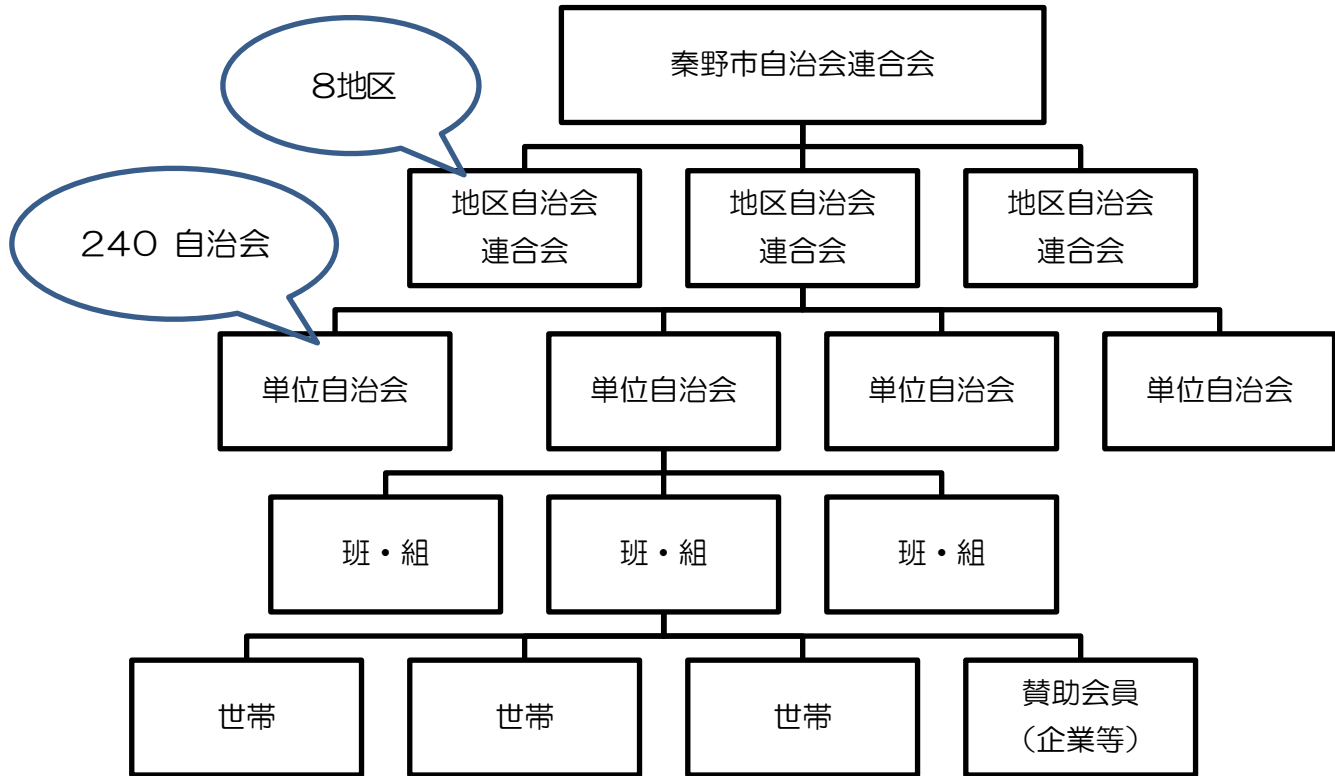 秦野市自治会連合会
8地区
地区自治会
連合会
地区自治会
連合会
地区自治会
連合会
240 自治会
単位自治会
単位自治会
単位自治会
単位自治会
班・組
班・組
班・組
世帯
世帯
世帯
賛助会員
（企業等）